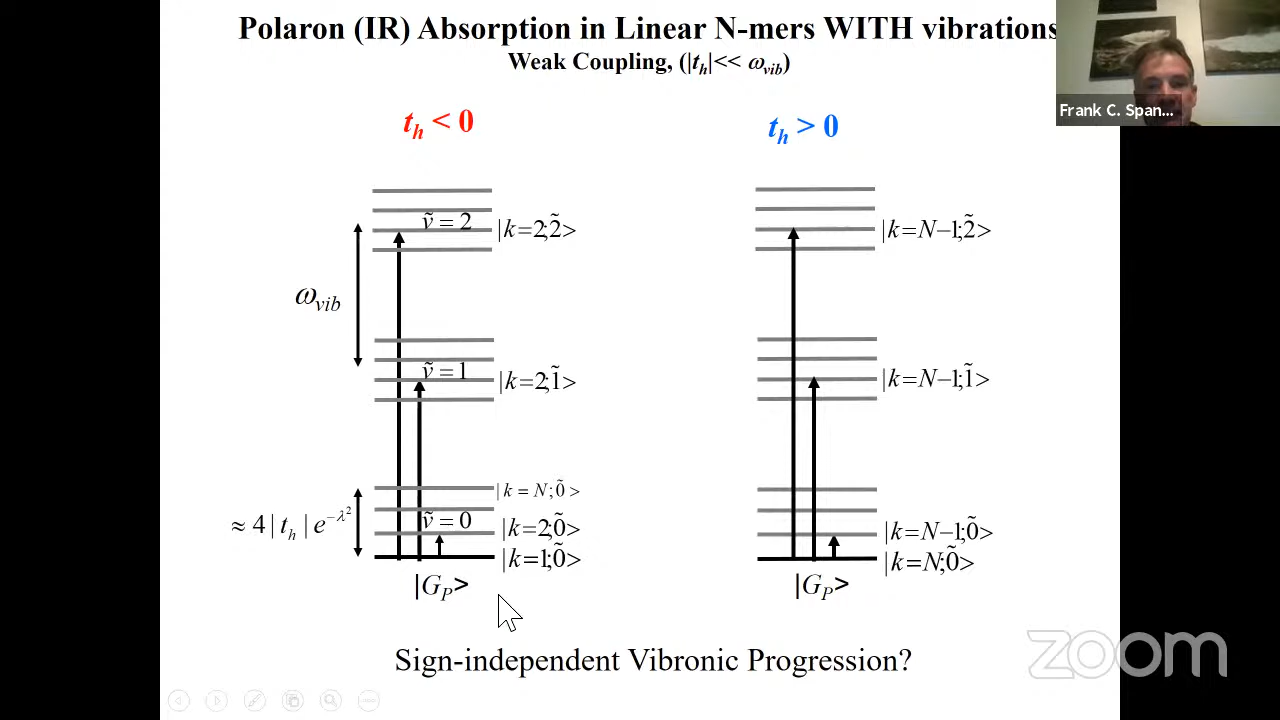 Polaron (IR) Absorption in Linear N-mers WITH vibrations
Weak Coupling, (|t_h|<< ω_vib)
Frank C. Span...
t_h < 0
t_h > 0
ṽ = 2
|k=2;2̃>
|k=N−1;2̃>
ω_vib
ṽ = 1
|k=2;1̃>
|k=N−1;1̃>
|k = N;0̃ >
≈ 4 | t_h | e^{−λ²}
ṽ = 0
|k=2;0̃>
|k=N−1;0̃>
|k=1;0̃>
|k=N;0̃>
|G_P>
|G_P>
Sign-independent Vibronic Progression?
zoom